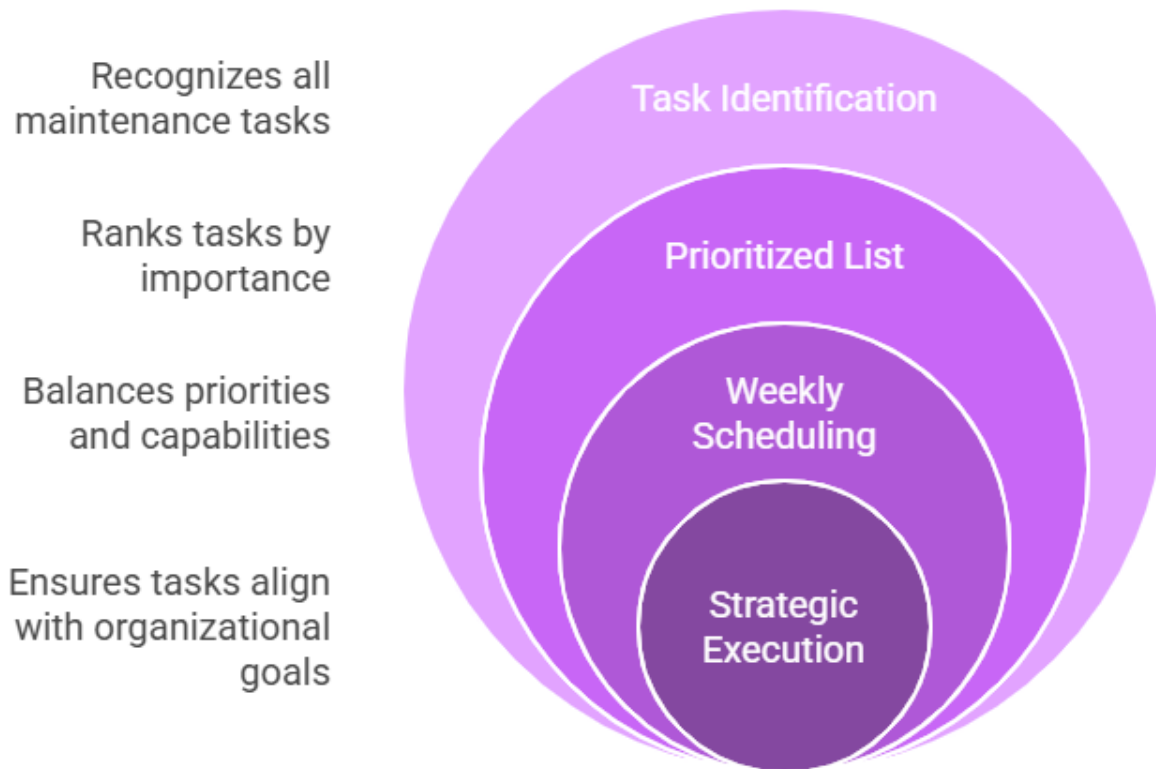 Recognizes all
maintenance tasks
Task Identification
Ranks tasks by
importance
Prioritized List
Balances priorities
and capabilities
Weekly
Scheduling
Ensures tasks align
with organizational
goals
Strategic
Execution